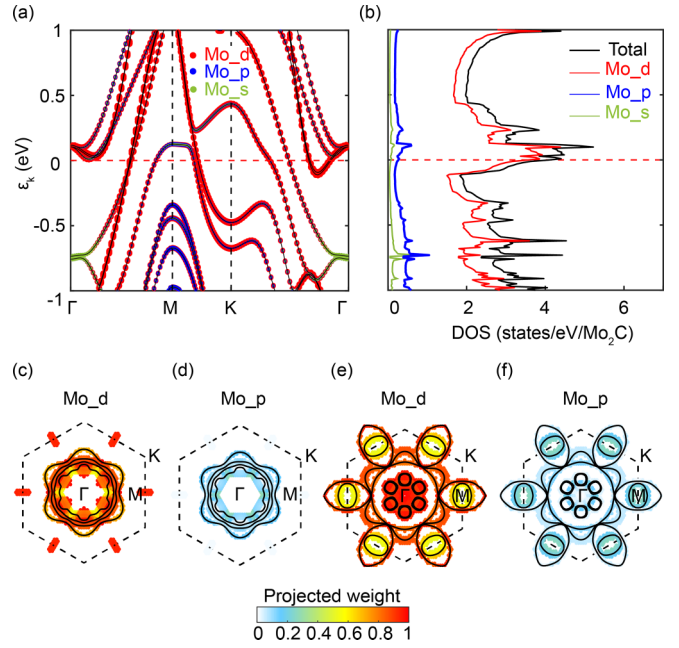 (a)
(b)
1
0.5
0
-0.5
-1
ε_k (eV)
Mo_d
Mo_p
Mo_s
Γ M K Γ
Total
Mo_d
Mo_p
Mo_s
0 2 4 6
DOS (states/eV/Mo₂C)
(c) (d) (e) (f)
Mo_d Mo_p Mo_d Mo_p
K K K K
Γ M Γ M Γ M Γ M
Projected weight
0 0.2 0.4 0.6 0.8 1